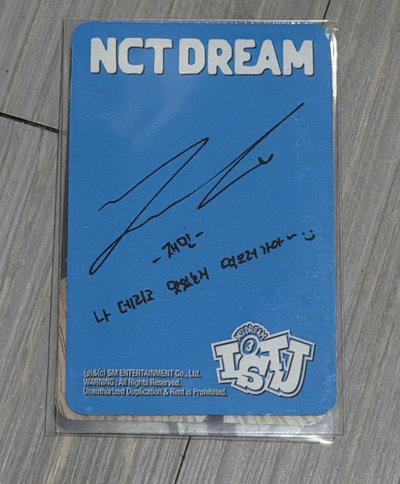 NCT DREAM
-재민-
나 데리고 맛있는거 먹으러가아~ :)
ISTJ
(p)&(c) SM ENTERTAINMENT Co., Ltd.
WARNING : All Rights Reserved.
Unauthorized Duplication & Rent is Prohibited.